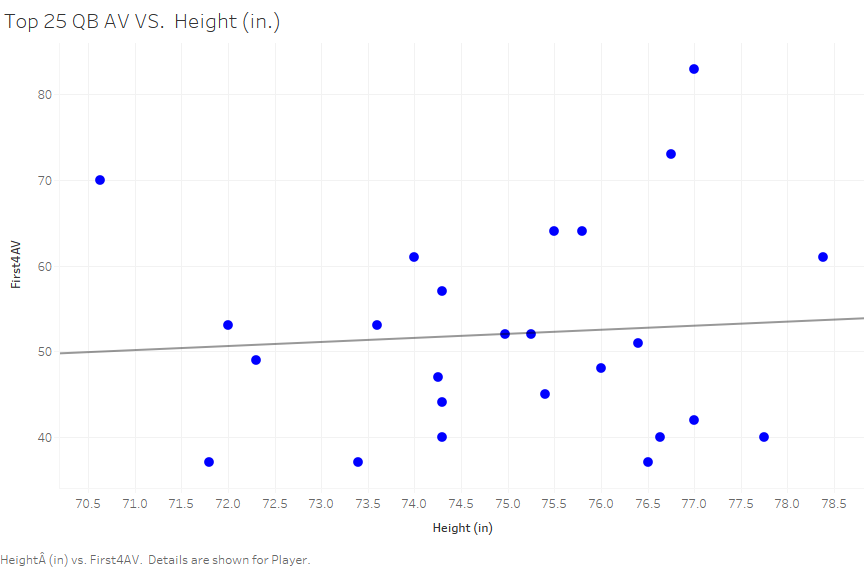 Top 25 QB AV VS. Height (in.)
80
70
60
50
40
First4AV
70.5 71.0 71.5 72.0 72.5 73.0 73.5 74.0 74.5 75.0 75.5 76.0 76.5 77.0 77.5 78.0 78.5
Height (in)
HeightÂ (in) vs. First4AV. Details are shown for Player.